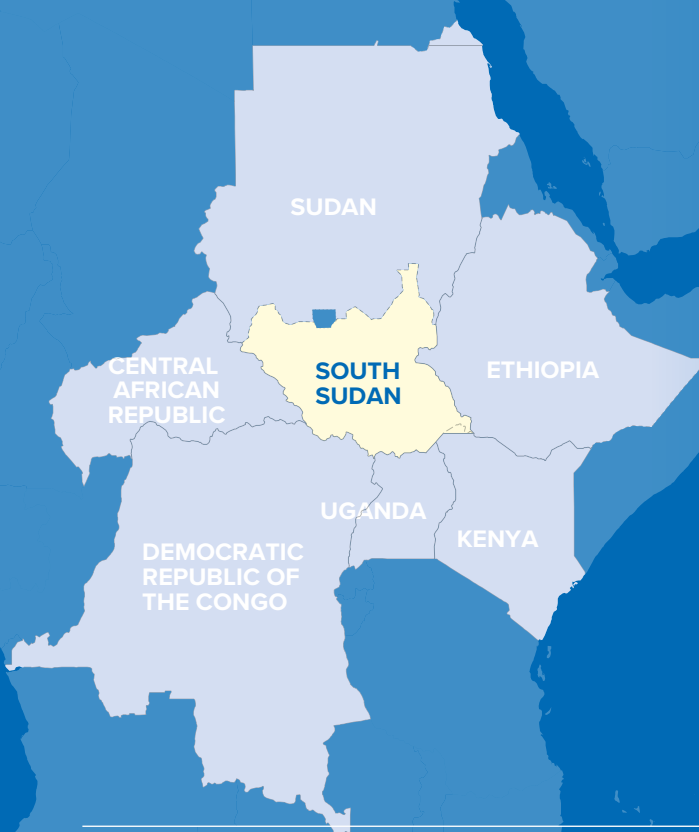 SUDAN
SOUTH
SUDAN
ETHIOPIA
CENTRAL
AFRICAN
REPUBLIC
UGANDA
KENYA
DEMOCRATIC
REPUBLIC OF
THE CONGO